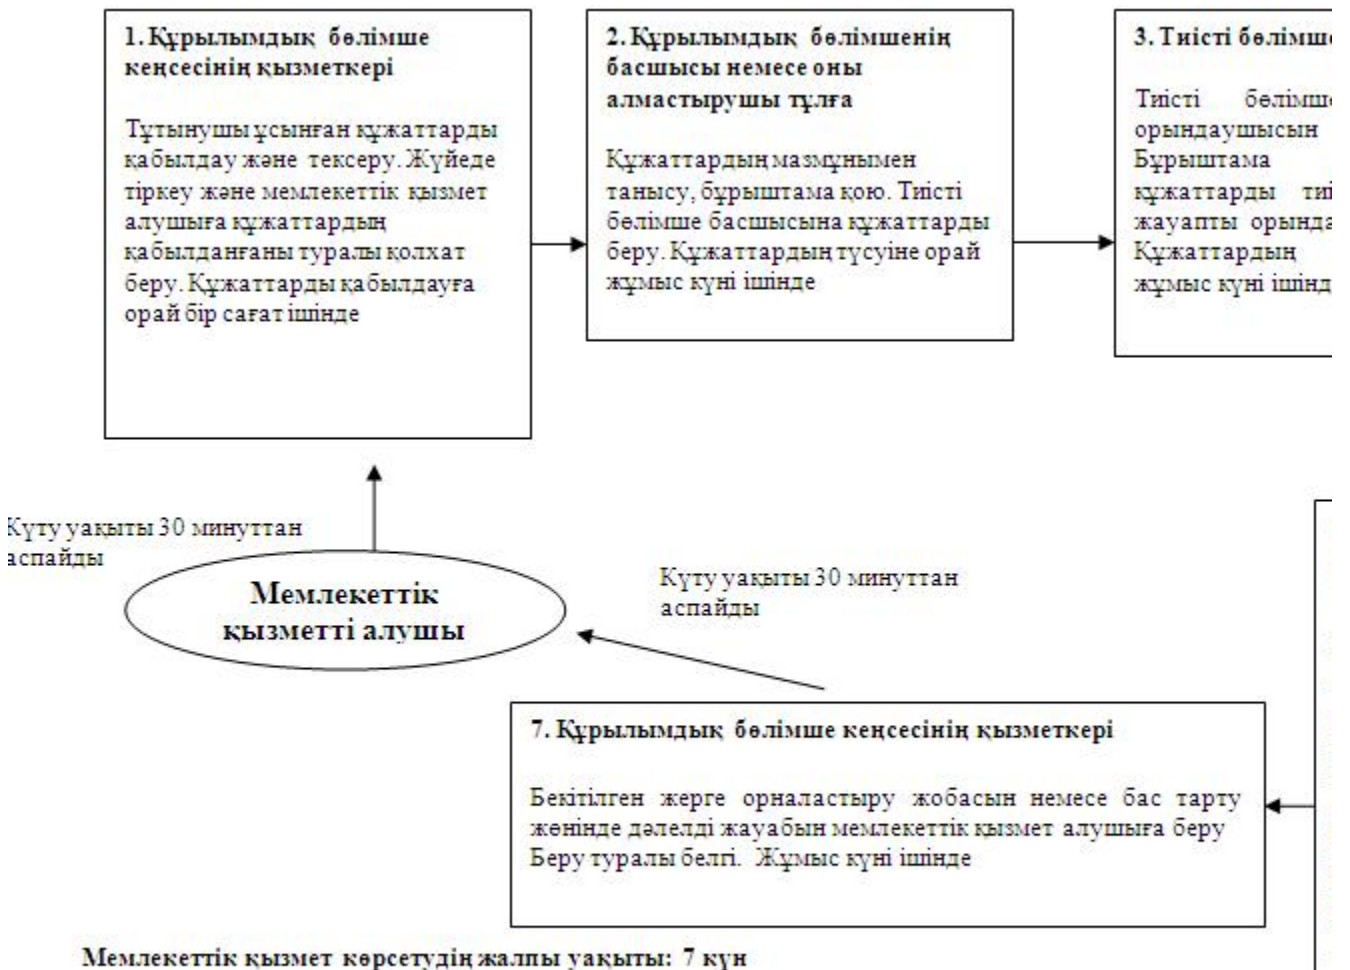 1. Құрылымдық бөлімше
кеңсесінің қызметкері
Тұтынушы ұсынған құжаттарды
қабылдау және тексеру. Жүйеде
тіркеу және мемлекеттік қызмет
алушыға құжаттардың
қабылданғаны туралы қолхат
беру. Құжаттарды қабылдауға
орай бір сағат ішінде
2. Құрылымдық бөлімшенің
басшысы немесе оны
алмастырушы тұлға
Құжаттардың мазмұнымен
танысу, бұрыштама қою. Тиісті
бөлімше басшысына құжаттарды
беру. Құжаттардың түсуіне орай
жұмыс күні ішінде
3. Тиісті бөлімше
Тиісті бөлімше
орындаушысын
Бұрыштама
құжаттарды
жауапты
Құжаттардың
жұмыс күні
Күту уақыты 30 минуттан
аспайды
Мемлекеттік
қызметті алушы
Күту уақыты 30 минуттан
аспайды
7. Құрылымдық бөлімше кеңсесінің қызметкері
Бекітілген жерге орналастыру жобасын немесе бас тарту
жөнінде дәлелді жауабын мемлекеттік қызмет алушыға беру
Беру туралы белгі. Жұмыс күні ішінде
Мемлекеттік қызмет көрсетудің жалпы уақыты: 7 күн